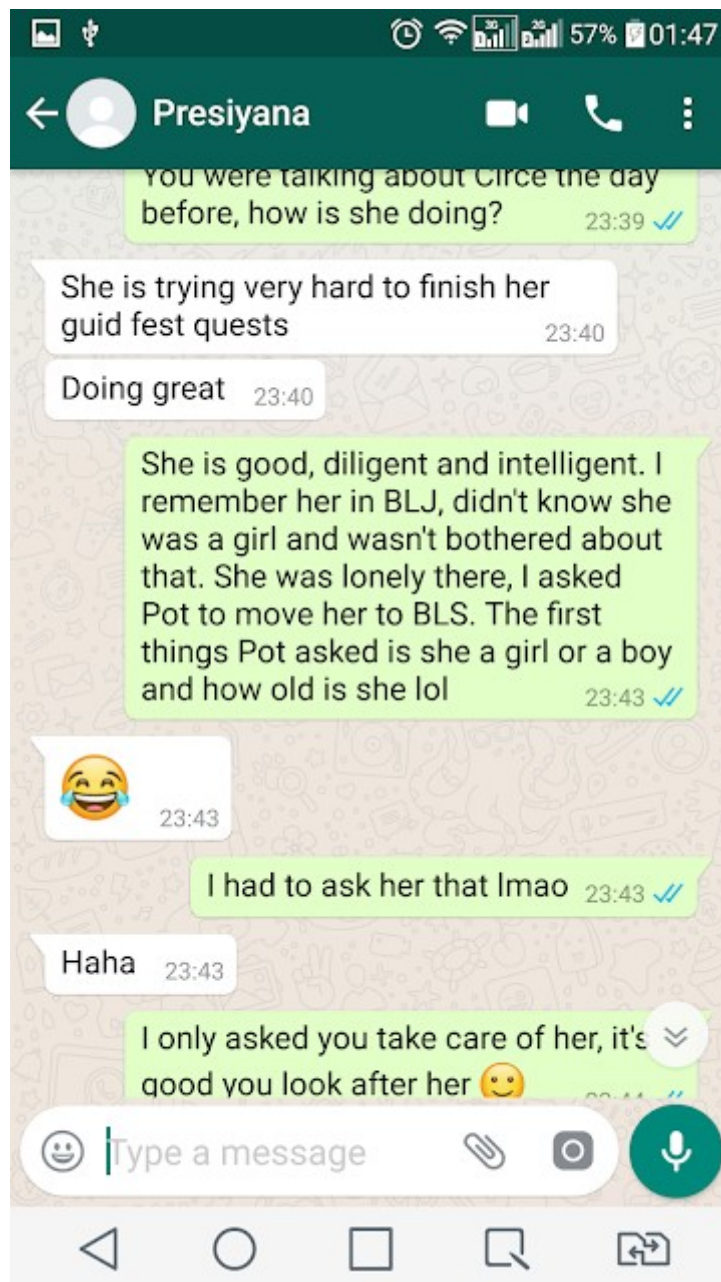 57% 01:47
Presiyana
You were talking about Circe the day
before, how is she doing? 23:39
She is trying very hard to finish her
guid fest quests 23:40
Doing great 23:40
She is good, diligent and intelligent. I
remember her in BLJ, didn't know she
was a girl and wasn't bothered about
that. She was lonely there, I asked
Pot to move her to BLS. The first
things Pot asked is she a girl or a boy
and how old is she lol 23:43
23:43
I had to ask her that lmao 23:43
Haha 23:43
I only asked you take care of her, it's
good you look after her
Type a message